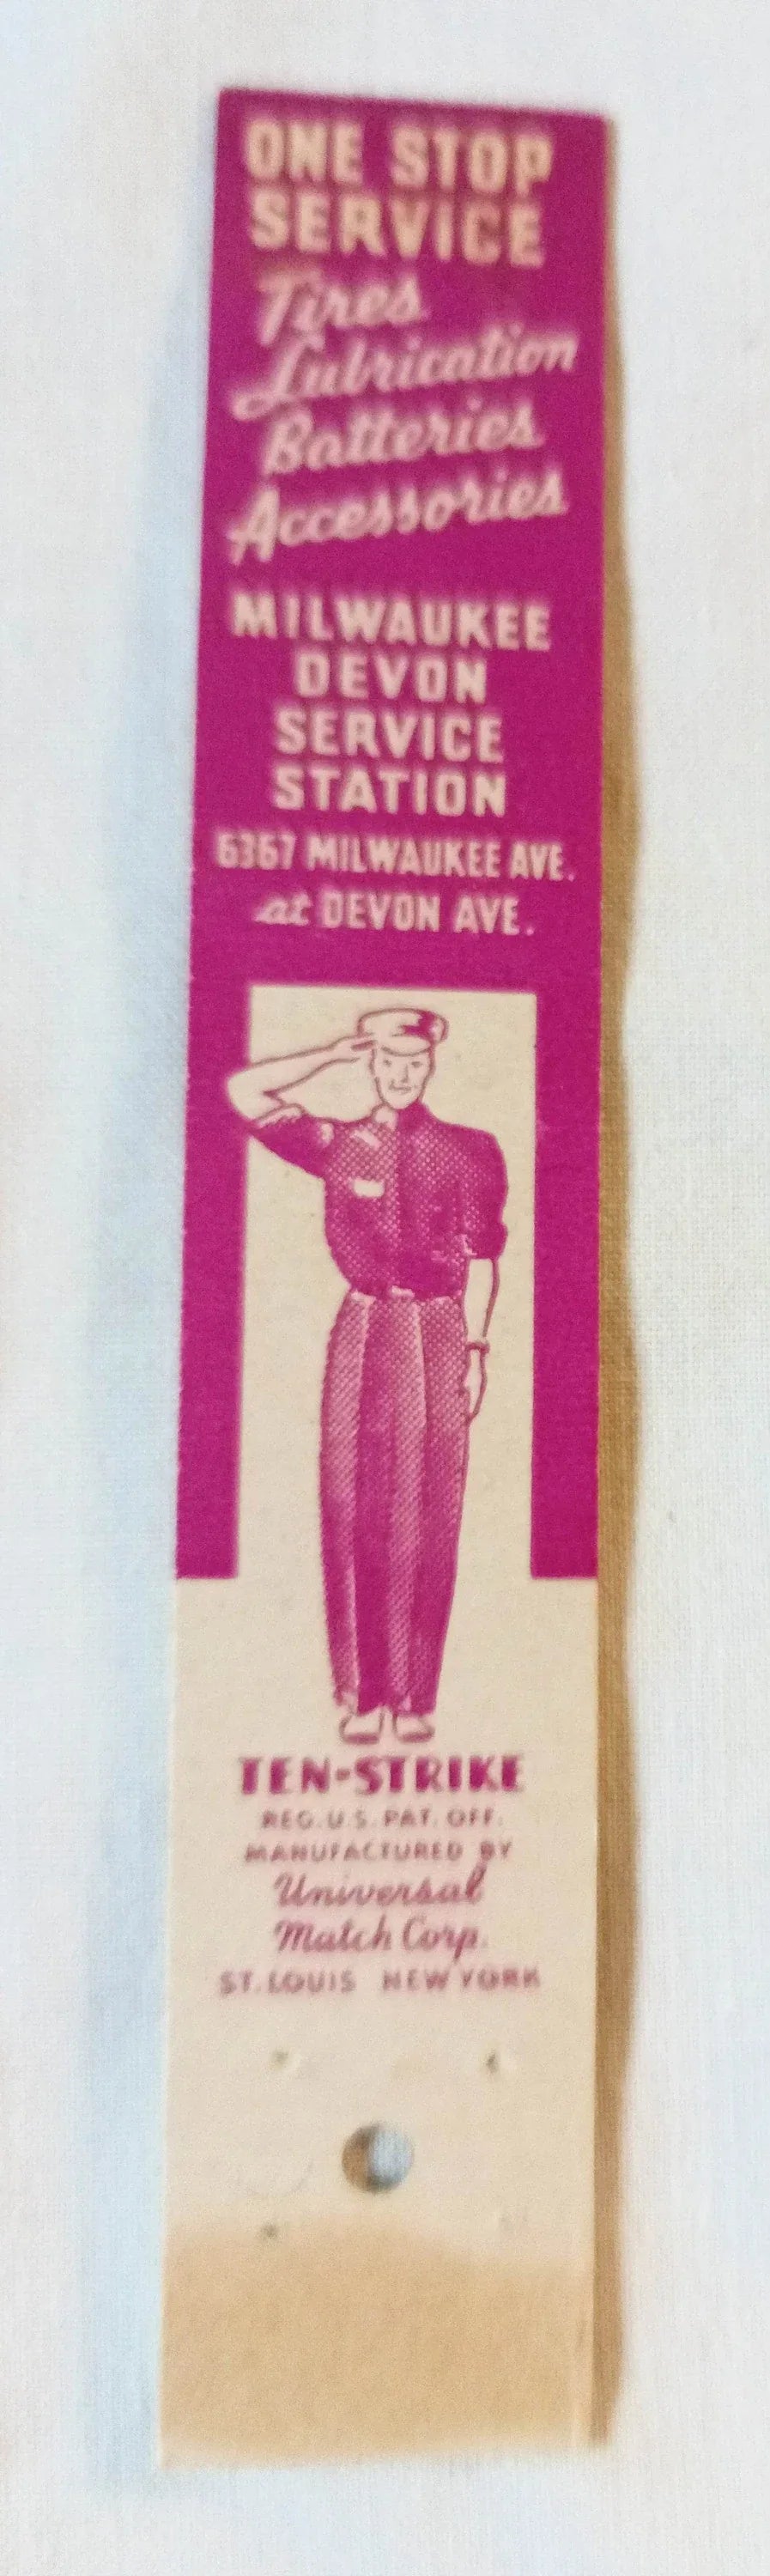 ONE STOP
SERVICE
Tires
Lubrication
Batteries
Accessories
MILWAUKEE
DEVON
SERVICE
STATION
6367 MILWAUKEE AVE.
at DEVON AVE.
TEN-STRIKE
REG. U.S. PAT. OFF.
MANUFACTURED BY
Universal
Match Corp.
ST. LOUIS NEW YORK